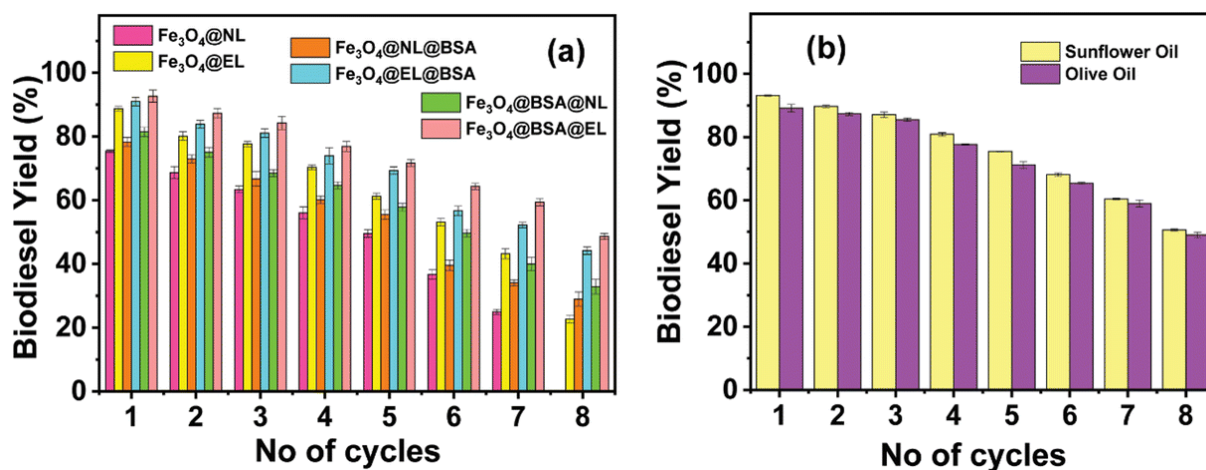 (a)
Fe₃O₄@NL
Fe₃O₄@EL
Fe₃O₄@NL@BSA
Fe₃O₄@EL@BSA
Fe₃O₄@BSA@NL
Fe₃O₄@BSA@EL
Biodiesel Yield (%)
100
80
60
40
20
0
1 2 3 4 5 6 7 8
No of cycles
(b)
Sunflower Oil
Olive Oil
Biodiesel Yield (%)
100
80
60
40
20
0
1 2 3 4 5 6 7 8
No of cycles